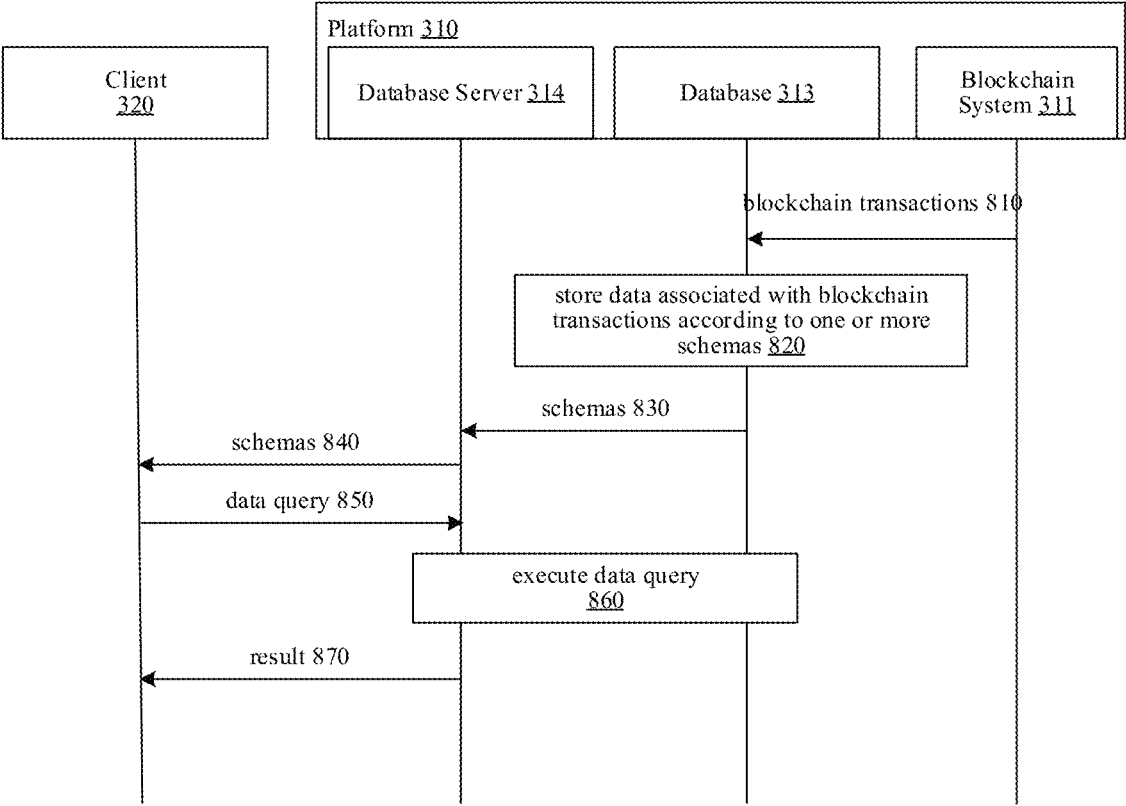 Platform 310
Client
320
Database Server 314
Database 313
Blockchain
System 311
blockchain transactions 810
store data associated with blockchain
transactions according to one or more
schemas 820
schemas 830
schemas 840
data query 850
execute data query
860
result 870